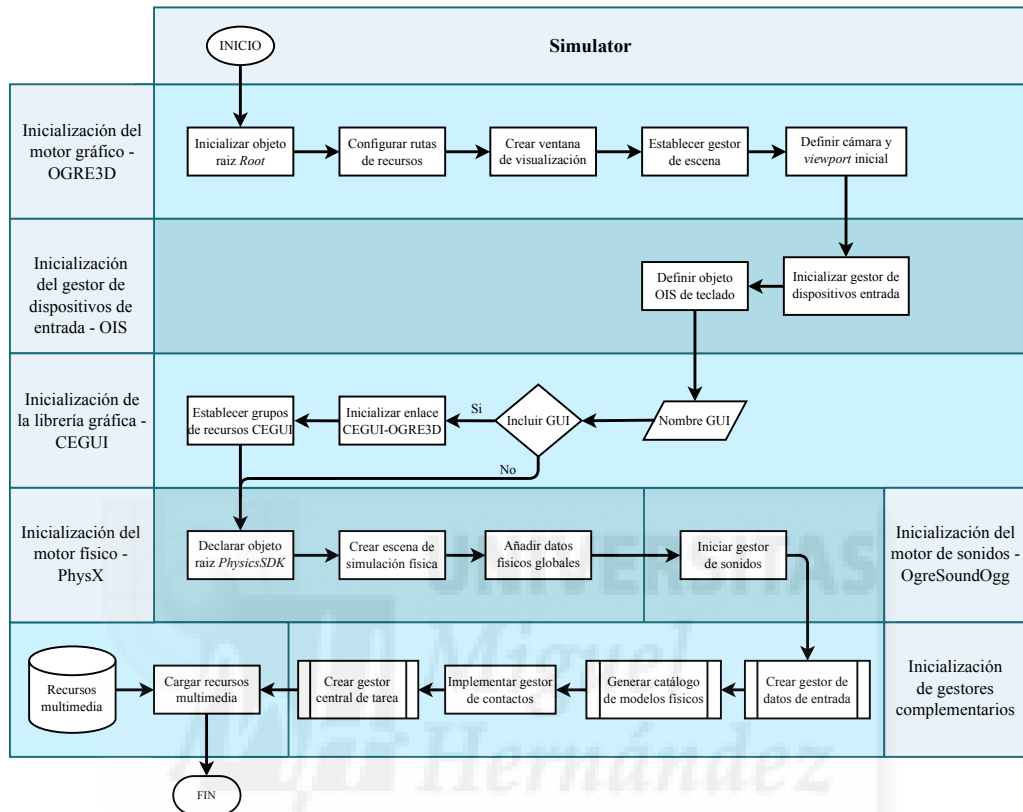 INICIO
Simulator
Inicialización del
motor gráfico -
OGRE3D
Inicializar objeto
raiz Root
Configurar rutas
de recursos
Crear ventana
de visualización
Establecer gestor
de escena
Definir cámara y
viewport inicial
Inicialización
del gestor de
dispositivos de
entrada - OIS
Definir objeto
OIS de teclado
Inicializar gestor de
dispositivos entrada
Inicialización de
la librería gráfica -
CEGUI
Establecer grupos
de recursos CEGUI
Inicializar enlace
CEGUI-OGRE3D
Si
Incluir GUI
Nombre GUI
No
Inicialización del
motor físico -
PhysX
Declarar objeto
raiz PhysicsSDK
Crear escena de
simulación física
Añadir datos
físicos globales
Iniciar gestor
de sonidos
Inicialización del
motor de sonidos -
OgreSoundOgg
UNIVERSITAS
Miguel
Hernández
Recursos
multimedia
Cargar recursos
multimedia
Crear gestor
central de tarea
Implementar gestor
de contactos
Generar catálogo
de modelos físicos
Crear gestor de
datos de entrada
Inicialización
de gestores
complementarios
FIN